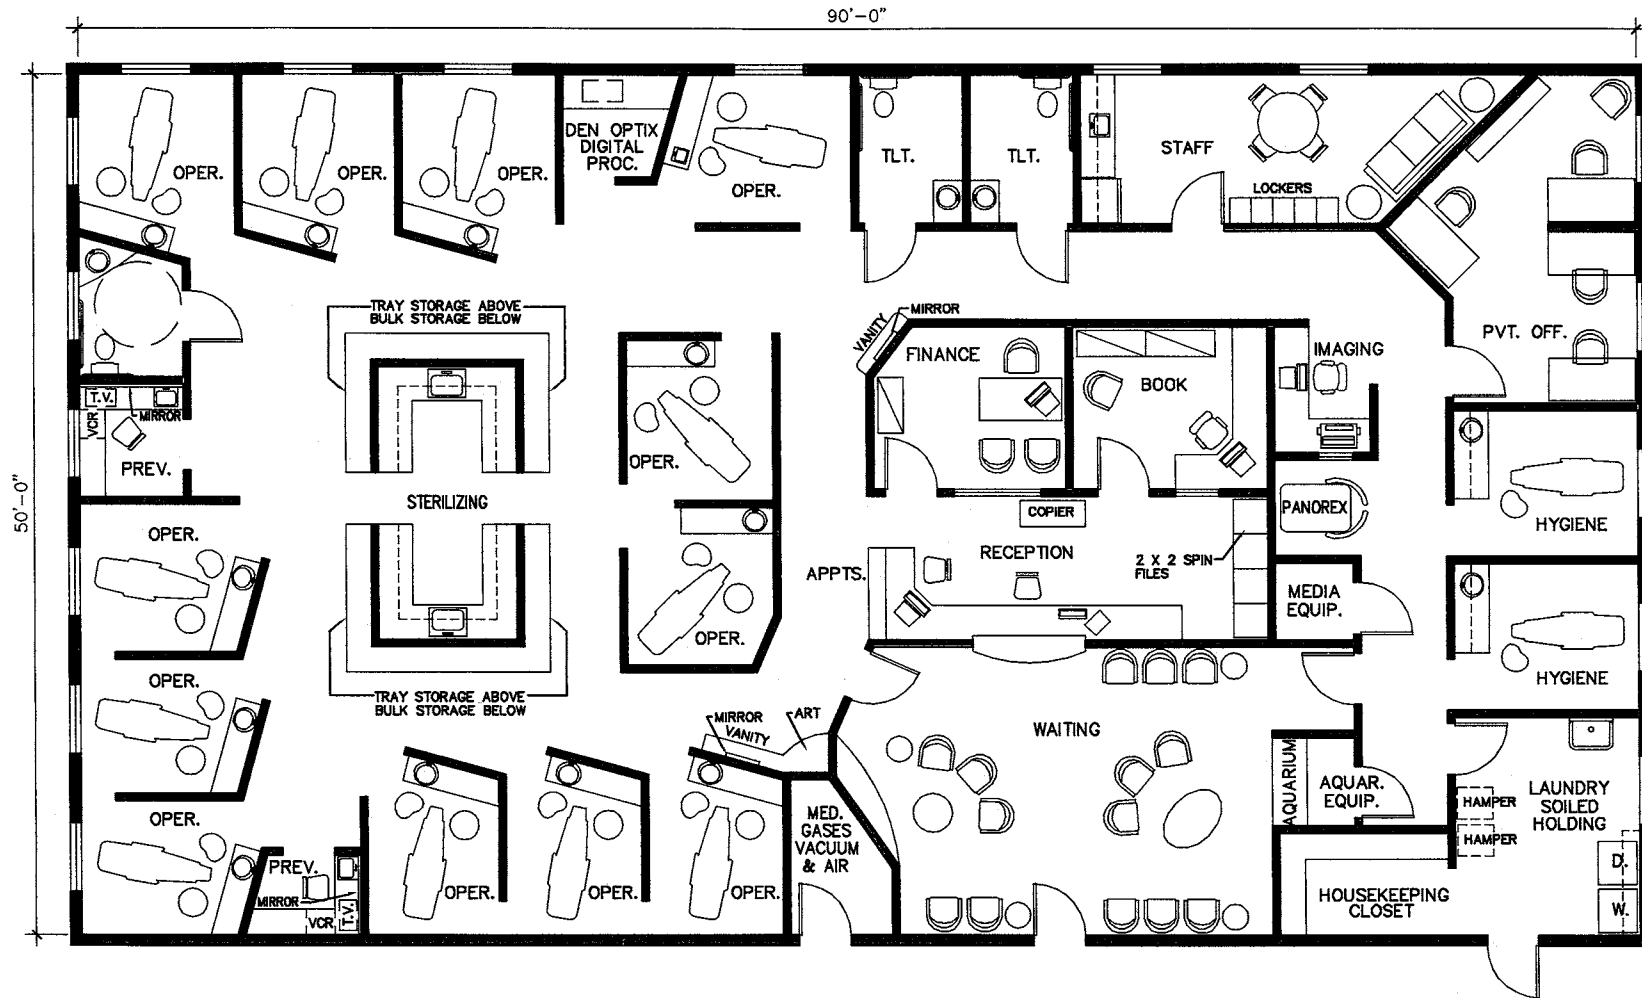 90'-0"
50'-0"
OPER.
OPER.
OPER.
DEN OPTIX
DIGITAL
PROC.
OPER.
TLT.
TLT.
STAFF
LOCKERS
TRAY STORAGE ABOVE
BULK STORAGE BELOW
MIRROR
VANITY
FINANCE
BOOK
IMAGING
PVT. OFF.
T.V.
VCR
MIRROR
PREV.
OPER.
STERILIZING
COPIER
PANOREX
HYGIENE
OPER.
APPTS.
RECEPTION
2 X 2 SPIN
FILES
MEDIA
EQUIP.
OPER.
HYGIENE
OPER.
TRAY STORAGE ABOVE
BULK STORAGE BELOW
MIRROR
VANITY
ART
WAITING
AQUARIUM
AQUAR.
EQUIP.
LAUNDRY
SOILED
HOLDING
HAMPER
HAMPER
OPER.
MED.
GASES
VACUUM
& AIR
PREV.
MIRROR
VCR
T.V.
OPER.
OPER.
OPER.
HOUSEKEEPING
CLOSET
D.
W.